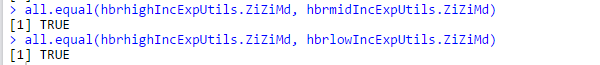 > all.equal(hbrhighIncExpUtils.ZiZiMd, hbrmidIncExpUtils.ZiZiMd)
[1] TRUE
> all.equal(hbrhighIncExpUtils.ZiZiMd, hbrlowIncExpUtils.ZiZiMd)
[1] TRUE